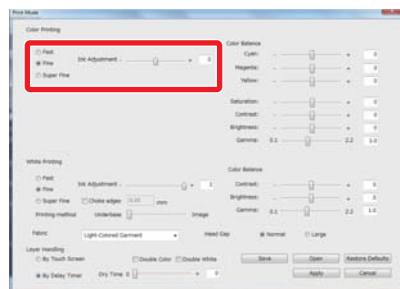 Print Mode
Color Printing
Fast
Fine
Super Fine
Ink Adjustment - + 0
Color Balance
Cyan: - + 0
Magenta: - + 0
Yellow: - + 0
Saturation: - + 0
Contrast: - + 0
Brightness: - + 0
Gamma: 0.1 2.2 1.0
White Printing
Fast
Fine
Super Fine
Ink Adjustment - + 3
Choke edges 0.03 mm
Printing method Underbase Image
Color Balance
Contrast: - + 0
Brightness: - + 0
Gamma: 0.1 2.2 1.0
Fabric: Light-Colored Garment Head Gap Normal Large
Layer Handling
By Touch Screen Double Color Double White
By Delay Timer Dry Time 0 + 0
Save Open Restore Defaults
Apply Cancel